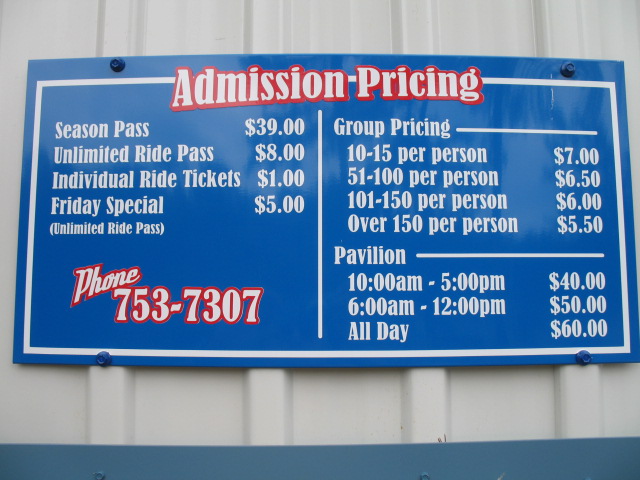 Admission Pricing
Season Pass $39.00
Unlimited Ride Pass $8.00
Individual Ride Tickets $1.00
Friday Special $5.00
(Unlimited Ride Pass)
Phone
753-7307
Group Pricing
10-15 per person $7.00
51-100 per person $6.50
101-150 per person $6.00
Over 150 per person $5.50
Pavilion
10:00am - 5:00pm $40.00
6:00am - 12:00pm $50.00
All Day $60.00